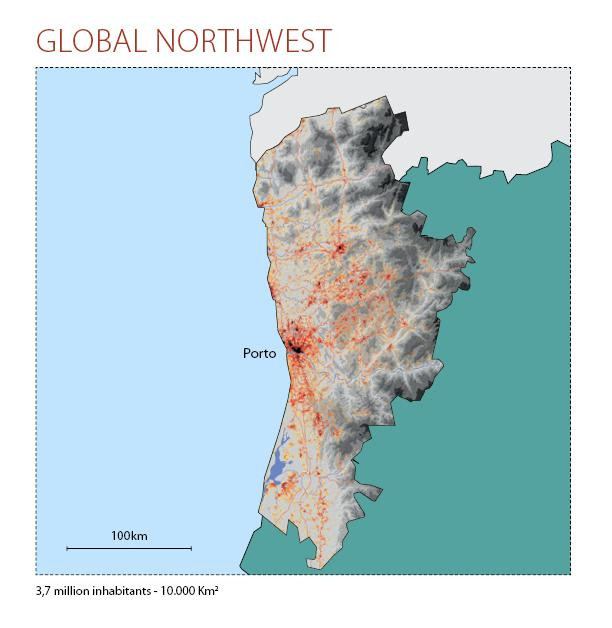 GLOBAL NORTHWEST
Porto
100km
3,7 million inhabitants - 10.000 Km²